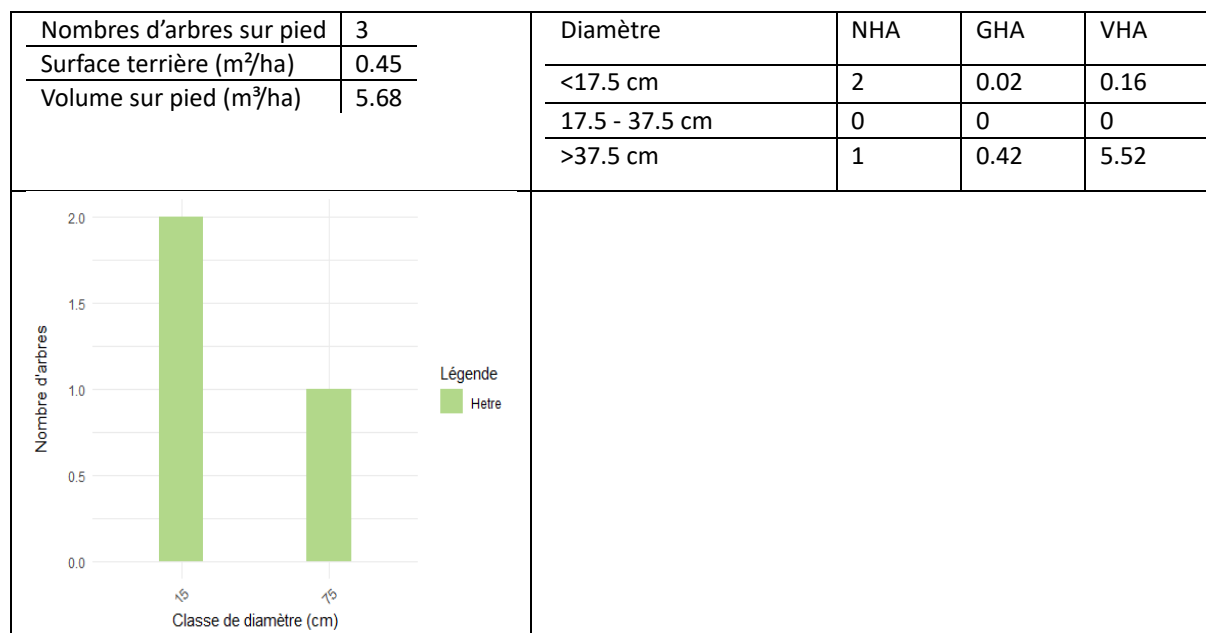 Nombres d’arbres sur pied 3
Surface terrière (m²/ha) 0.45
Volume sur pied (m³/ha) 5.68
Diamètre NHA GHA VHA
<17.5 cm 2 0.02 0.16
17.5 - 37.5 cm 0 0 0
>37.5 cm 1 0.42 5.52
Nombre d'arbres
2.0
1.5
1.0
0.5
0.0
15 75
Classe de diamètre (cm)
Légende
Hetre